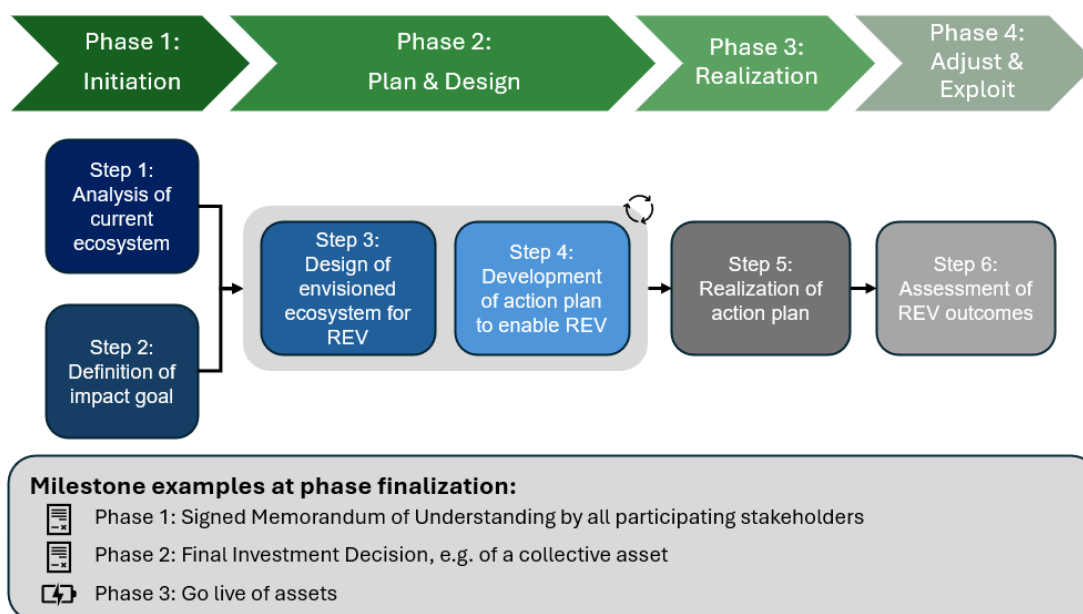 Phase 1:
Initiation
Phase 2:
Plan & Design
Phase 3:
Realization
Phase 4:
Adjust &
Exploit
Step 1:
Analysis of
current
ecosystem
Step 2:
Definition of
impact goal
Step 3:
Design of
envisioned
ecosystem for
REV
Step 4:
Development
of action plan
to enable REV
Step 5:
Realization of
action plan
Step 6:
Assessment of
REV outcomes
Milestone examples at phase finalization:
Phase 1: Signed Memorandum of Understanding by all participating stakeholders
Phase 2: Final Investment Decision, e.g. of a collective asset
Phase 3: Go live of assets